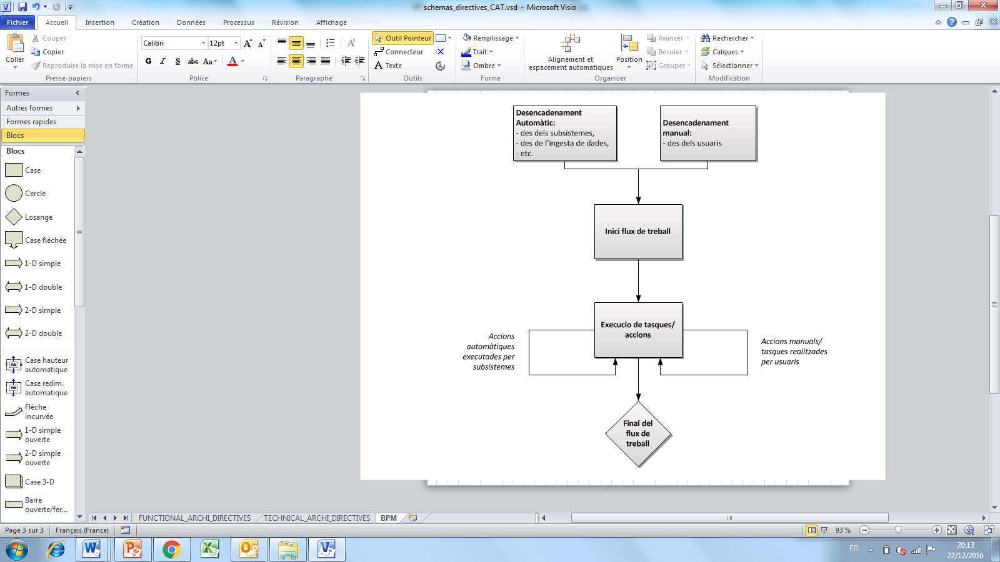 schemas_directives_CAT.vsd - Microsoft Visio
Fichier
Accueil
Insertion
Création
Données
Processus
Révision
Affichage
Coller
Couper
Copier
Reproduire la mise en forme
Presse-papiers
Calibri
12pt
G I S abc Aa A
Police
Paragraphe
Outil Pointeur
Connecteur
A Texte
Outils
Remplissage
Trait
Ombre
Forme
Alignement et
espacement automatiques
Position
Avancer
Reculer
Grouper
Organiser
Rechercher
Calques
Sélectionner
Modification
Formes
Autres formes
Formes rapides
Blocs
Blocs
Case
Cercle
Losange
Case fléchée
1-D simple
1-D double
2-D simple
2-D double
Case hauteur
automatique
Case redim.
automatique
Flèche
incurvée
1-D simple
ouverte
2-D simple
ouverte
Case 3-D
Barre
ouverte/fer...
Desencadenament
Automàtic:
- des dels subsistemes,
- des de l’ingesta de dades,
- etc.
Desencadenament
manual:
- des dels usuaris
Inici flux de treball
Execucio de tasques/
accions
Accions
automàtiques
executades per
subsistemes
Accions manuals/
tasques realitzades
per usuaris
Final del
flux de
treball
FUNCTIONAL_ARCHI_DIRECTIVES
TECHNICAL_ARCHI_DIRECTIVES
BPM
Page 3 sur 3
Français (France)
93 %
FR
20:13
22/12/2016